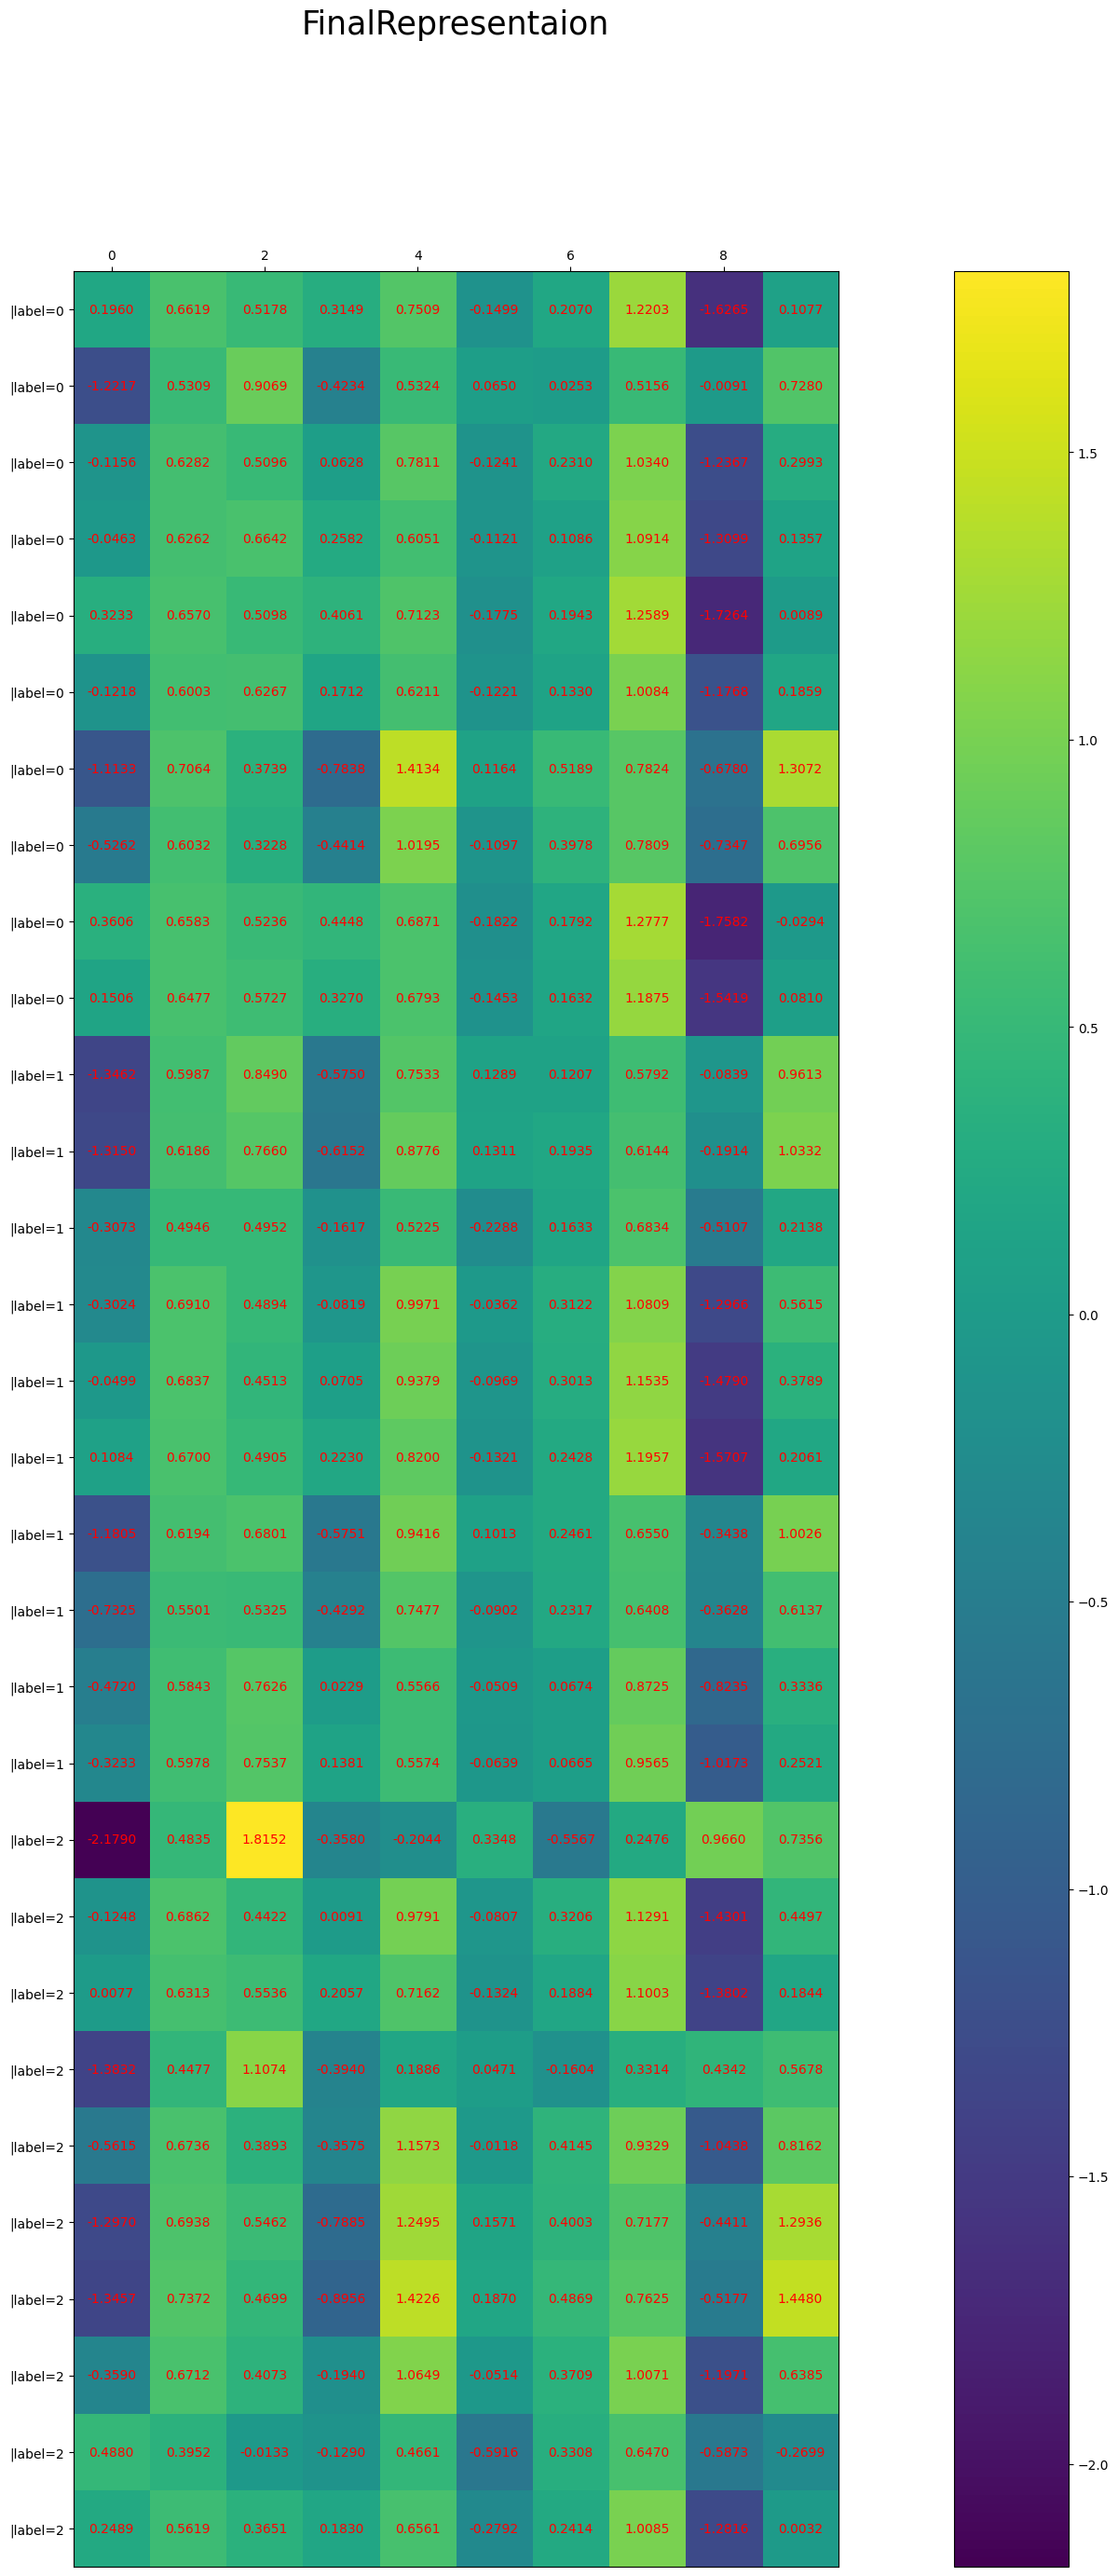 FinalRepresentaion
0 2 4 6 8
|label=0 0.1960 0.6619 0.5178 0.3149 0.7509 -0.1499 0.2070 1.2203 -1.6265 0.1077
|label=0 0.5309 0.9069 -0.4234 0.5324 0.0650 0.0253 0.5156 -0.0091 0.7280
|label=0 -0.1156 0.6282 0.5096 0.0628 0.7811 -0.1241 0.2310 1.0340 0.2993
|label=0 -0.0463 0.6262 0.6642 0.2582 0.6051 -0.1121 0.1086 1.0914 0.1357
|label=0 0.3233 0.6570 0.5098 0.4061 0.7123 -0.1775 0.1943 1.2589 -1.7264 0.0089
|label=0 -0.1218 0.6003 0.6267 0.1712 0.6211 -0.1221 0.1330 1.0084 0.1859
|label=0 -1.1133 0.7064 0.3739 -0.7838 1.4134 0.1164 0.5189 0.7824 -0.6780 1.3072
|label=0 -0.5262 0.6032 0.3228 -0.4414 1.0195 -0.1097 0.3978 0.7809 -0.7347 0.6956
|label=0 0.3606 0.6583 0.5236 0.4448 0.6871 -0.1822 0.1792 1.2777 -1.7582 -0.0294
|label=0 0.1506 0.6477 0.5727 0.3270 0.6793 -0.1453 0.1632 1.1875 -1.5419 0.0810
|label=1 0.5987 0.8490 -0.5750 0.7533 0.1289 0.1207 0.5792 -0.0839 0.9613
|label=1 0.6186 0.7660 -0.6152 0.8776 0.1311 0.1935 0.6144 -0.1914 1.0332
|label=1 -0.3073 0.4946 0.4952 -0.1617 0.5225 -0.2288 0.1633 0.6834 -0.5107 0.2138
|label=1 -0.3024 0.6910 0.4894 -0.0819 0.9971 -0.0362 0.3122 1.0809 0.5615
|label=1 -0.0499 0.6837 0.4513 0.0705 0.9379 -0.0969 0.3013 1.1535 0.3789
|label=1 0.1084 0.6700 0.4905 0.2230 0.8200 -0.1321 0.2428 1.1957 -1.5707 0.2061
|label=1 0.6194 0.6801 -0.5751 0.9416 0.1013 0.2461 0.6550 -0.3438 1.0026
|label=1 -0.7325 0.5501 0.5325 -0.4292 0.7477 -0.0902 0.2317 0.6408 -0.3628 0.6137
|label=1 -0.4720 0.5843 0.7626 0.0229 0.5566 -0.0509 0.0674 0.8725 -0.8235 0.3336
|label=1 -0.3233 0.5978 0.7537 0.1381 0.5574 -0.0639 0.0665 0.9565 -1.0173 0.2521
|label=2 -2.1790 0.4835 1.8152 -0.3580 -0.2044 0.3348 -0.5567 0.2476 0.9660 0.7356
|label=2 -0.1248 0.6862 0.4422 0.0091 0.9791 -0.0807 0.3206 1.1291 0.4497
|label=2 0.0077 0.6313 0.5536 0.2057 0.7162 -0.1324 0.1884 1.1003 0.1844
|label=2 0.4477 1.1074 -0.3940 0.1886 0.0471 -0.1604 0.3314 0.4342 0.5678
|label=2 -0.5615 0.6736 0.3893 -0.3575 1.1573 -0.0118 0.4145 0.9329 -1.0438 0.8162
|label=2 0.6938 0.5462 -0.7885 1.2495 0.1571 0.4003 0.7177 -0.4411 1.2936
|label=2 0.7372 0.4699 -0.8956 1.4226 0.1870 0.4869 0.7625 -0.5177 1.4480
|label=2 -0.3590 0.6712 0.4073 -0.1940 1.0649 -0.0514 0.3709 1.0071 0.6385
|label=2 0.4880 0.3952 -0.0133 -0.1290 0.4661 -0.5916 0.3308 0.6470 -0.5873 -0.2699
|label=2 0.2489 0.5619 0.3651 0.1830 0.6561 -0.2792 0.2414 1.0085 0.0032
1.5
1.0
0.5
0.0
−0.5
−1.0
−1.5
−2.0